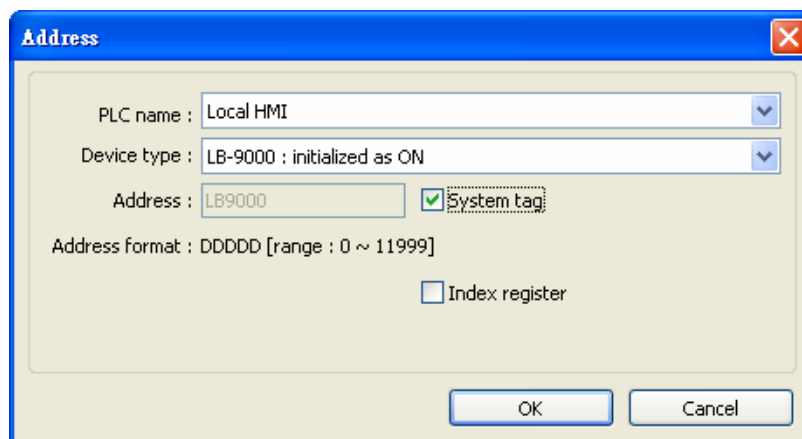 Address
PLC name : Local HMI
Device type : LB-9000 : initialized as ON
Address : LB9000 System tag
Address format : DDDDD [range : 0 ~ 11999]
Index register
OK Cancel